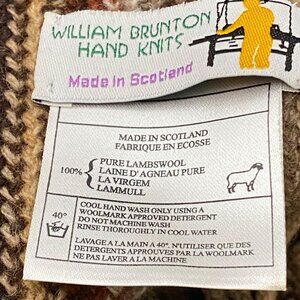 WILLIAM BRUNTON
HAND KNITS
Made in Scotland
MADE IN SCOTLAND
FABRIQUE EN ECOSSE
100% { PURE LAMBSWOOL
LAINE D'AGNEAU PURE
LA VIRGEM
LAMMULL
40°
COOL HAND WASH ONLY USING A
WOOLMARK APPROVED DETERGENT
DO NOT MACHINE WASH
RINSE THOROUGHLY IN COOL WATER
LAVAGE A LA MAIN A 40°. N'UTILISER QUE DES
DETERGENTS APPROUVES PAR WOOLMARK
NE PAS LAVER A LA MACHINE